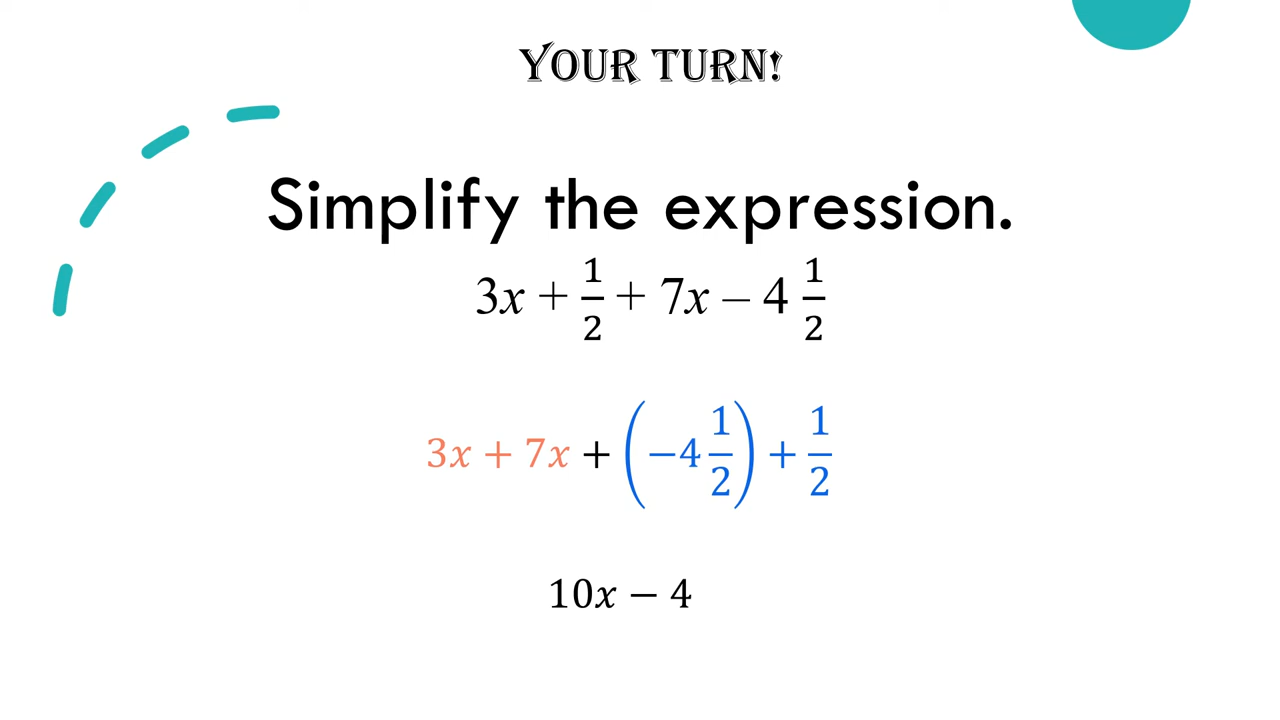 YOUR TURN!
Simplify the expression.
3x + 1/2 + 7x – 4 1/2
3x + 7x + (−4 1/2) + 1/2
10x − 4